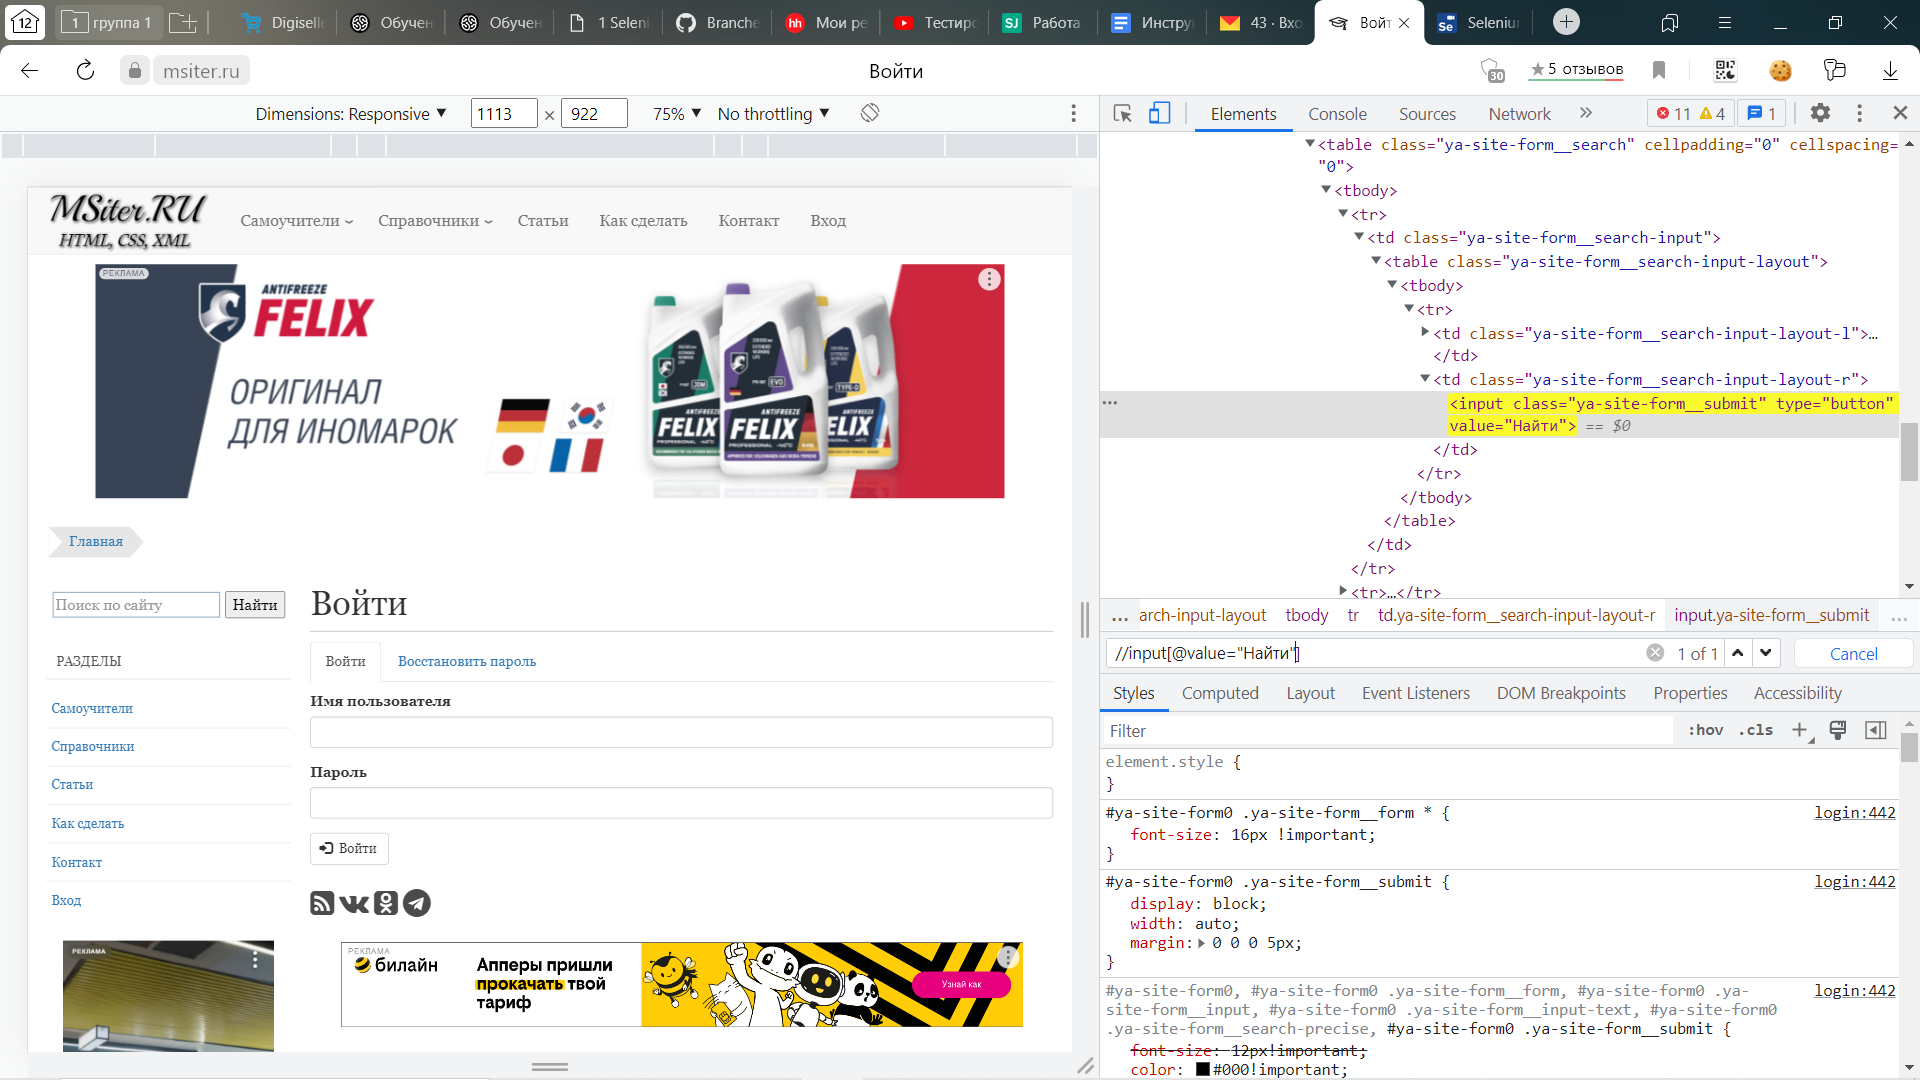 12
1 группа 1
Digiselle
Обучен
Обучен
1 Seleni
Branche
Мои ре
Тестирс
SJ Работа
Инстру
43 · Вхо
Войт
Se Seleniu
msiter.ru
Войти
30
★5 отзывов
Dimensions: Responsive ▼ 1113 × 922 75% ▼ No throttling ▼
Elements Console Sources Network » 11 4 1
MSiter.RU
HTML, CSS, XML
Самоучители Справочники Статьи Как сделать Контакт Вход
РЕКЛАМА
ANTIFREEZE
FELIX
ОРИГИНАЛ
ДЛЯ ИНОМАРОК
EVO
TYPE-D
ANTIFREEZE
FELIX
PROFESSIONAL
Главная
Поиск по сайту Найти
РАЗДЕЛЫ
Самоучители
Справочники
Статьи
Как сделать
Контакт
Вход
Войти
Войти Восстановить пароль
Имя пользователя
Пароль
Войти
РЕКЛАМА
РЕКЛАМА
билайн
Апперы пришли
прокачать твой
тариф
Узнай как
▼<table class="ya-site-form__search" cellpadding="0" cellspacing=
"0">
▼<tbody>
▼<tr>
▼<td class="ya-site-form__search-input">
▼<table class="ya-site-form__search-input-layout">
▼<tbody>
▼<tr>
▶<td class="ya-site-form__search-input-layout-l">…
</td>
▼<td class="ya-site-form__search-input-layout-r">
<input class="ya-site-form__submit" type="button"
value="Найти"> == $0
</td>
</tr>
</tbody>
</table>
</td>
</tr>
▶<tr>…</tr>
… arch-input-layout tbody tr td.ya-site-form__search-input-layout-r input.ya-site-form__submit …
//input[@value="Найти"] 1 of 1 Cancel
Styles Computed Layout Event Listeners DOM Breakpoints Properties Accessibility
Filter :hov .cls
element.style {
}
#ya-site-form0 .ya-site-form__form * { login:442
font-size: 16px !important;
}
#ya-site-form0 .ya-site-form__submit { login:442
display: block;
width: auto;
margin:▶ 0 0 0 5px;
}
#ya-site-form0, #ya-site-form0 .ya-site-form__form, #ya-site-form0 .ya- login:442
site-form__input, #ya-site-form0 .ya-site-form__input-text, #ya-site-form0
.ya-site-form__search-precise, #ya-site-form0 .ya-site-form__submit {
font-size: 12px!important;
color: #000!important;